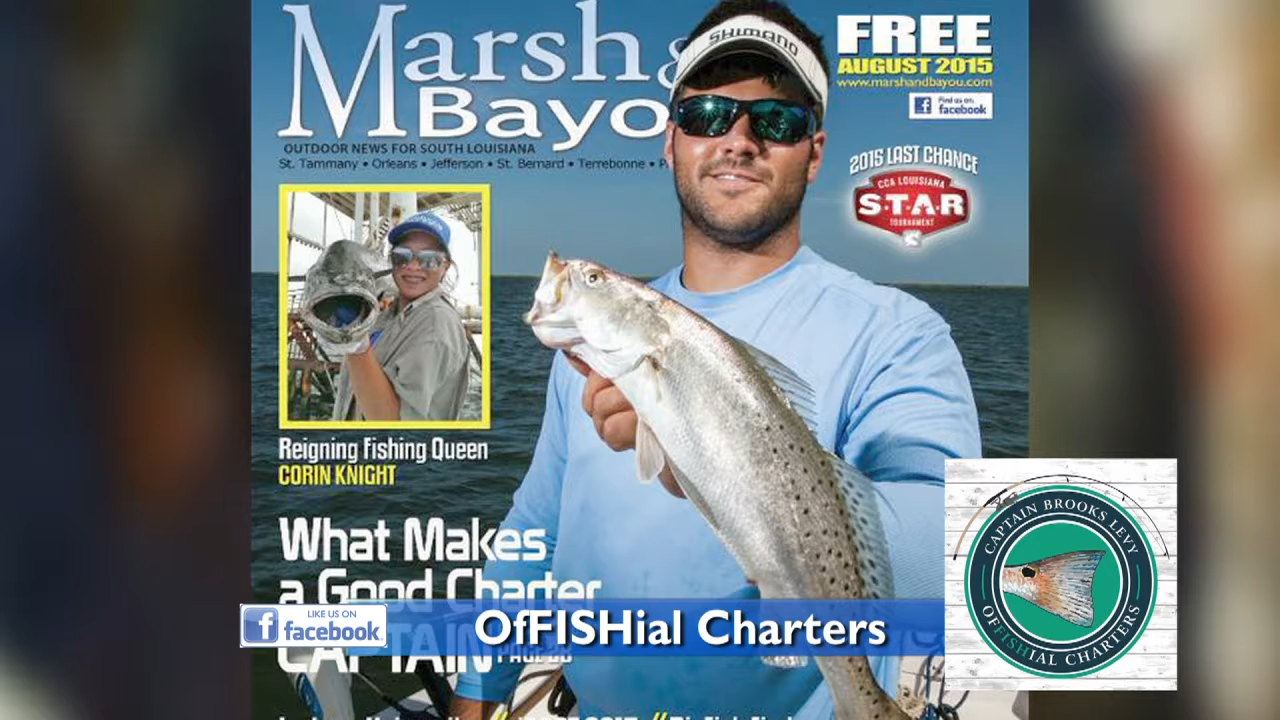 Marsh &
Bayo
OUTDOOR NEWS FOR SOUTH LOUISIANA
St. Tammany • Orleans • Jefferson • St. Bernard • Terrebonne •
SHIMANO
FREE
AUGUST 2015
www.marshandbayou.com
Find us on
facebook
2015 LAST CHANCE
CCA LOUISIANA
S·T·A·R
TOURNAMENT
Reigning Fishing Queen
CORIN KNIGHT
What Makes
a Good Charter
CAPTAIN
LIKE US ON
facebook
OfFISHial Charters
CAPTAIN BROOKS LEVY
OFFISHIAL CHARTERS